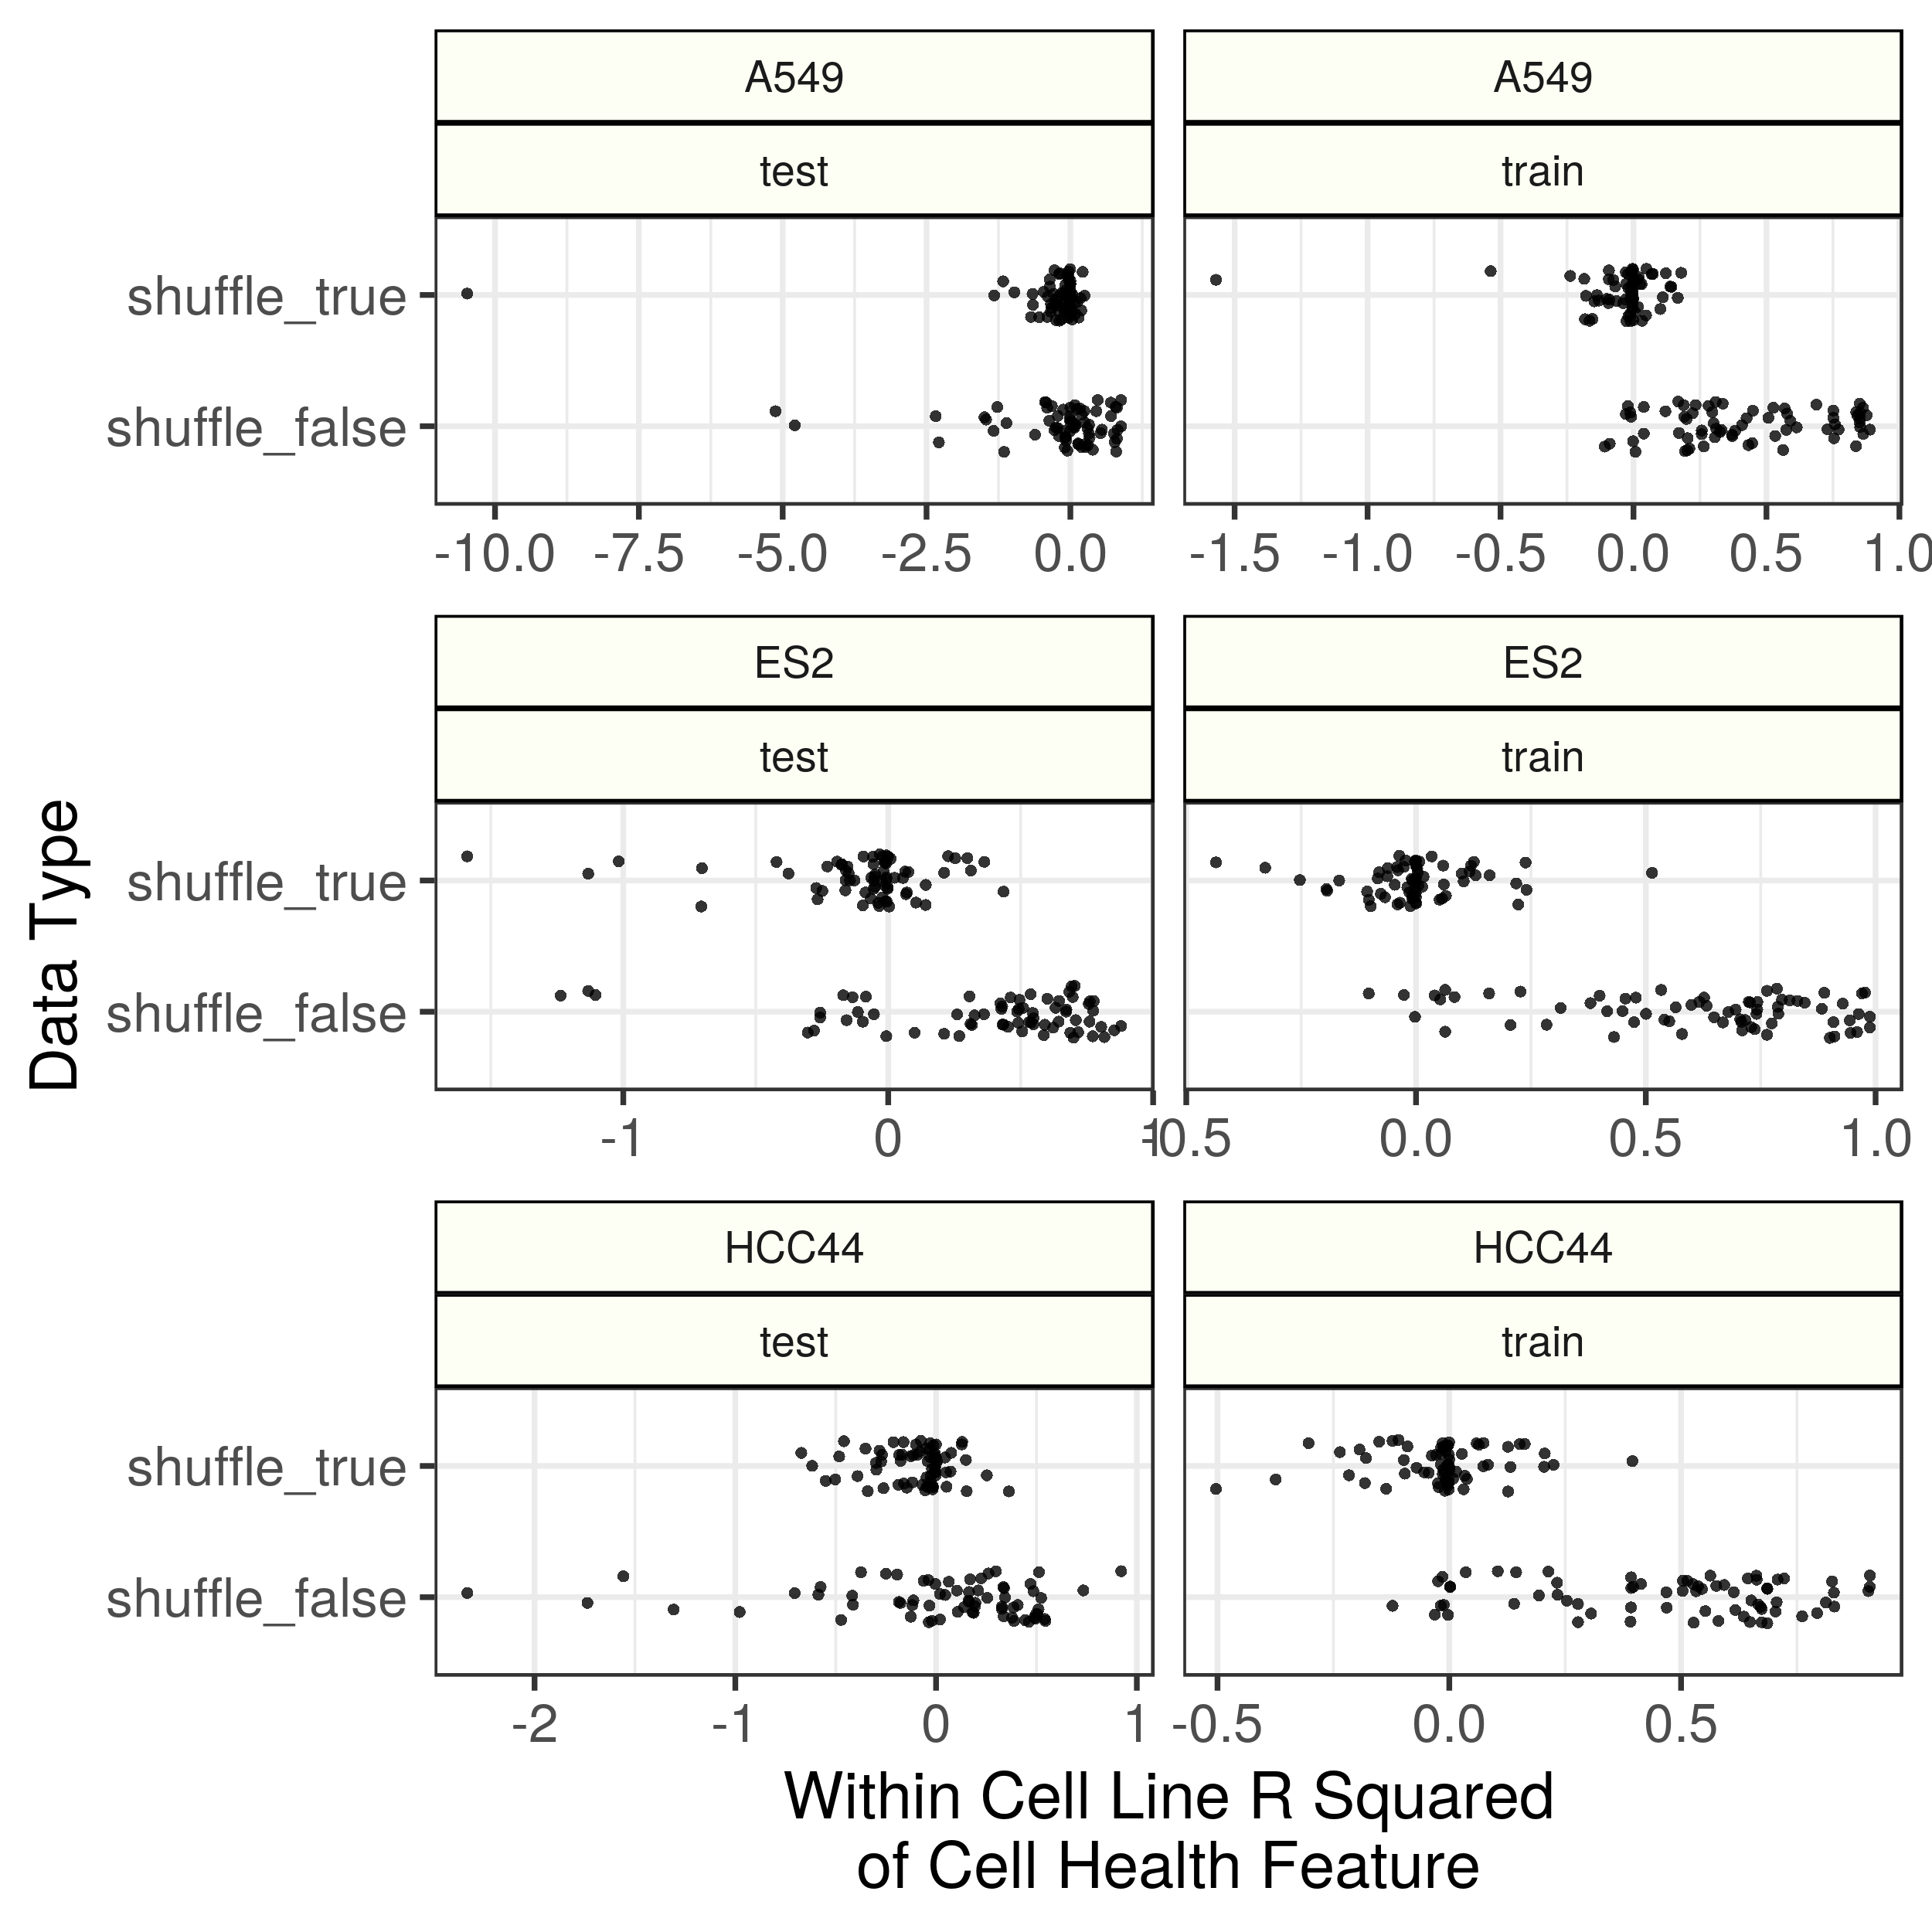 A549 A549
test train
shuffle_true
shuffle_false
-10.0 -7.5 -5.0 -2.5 0.0 -1.5 -1.0 -0.5 0.0 0.5 1.0
ES2 ES2
test train
Data Type
shuffle_true
shuffle_false
-1 0 1 -0.5 0.0 0.5 1.0
HCC44 HCC44
test train
shuffle_true
shuffle_false
-2 -1 0 1 -0.5 0.0 0.5
Within Cell Line R Squared
of Cell Health Feature